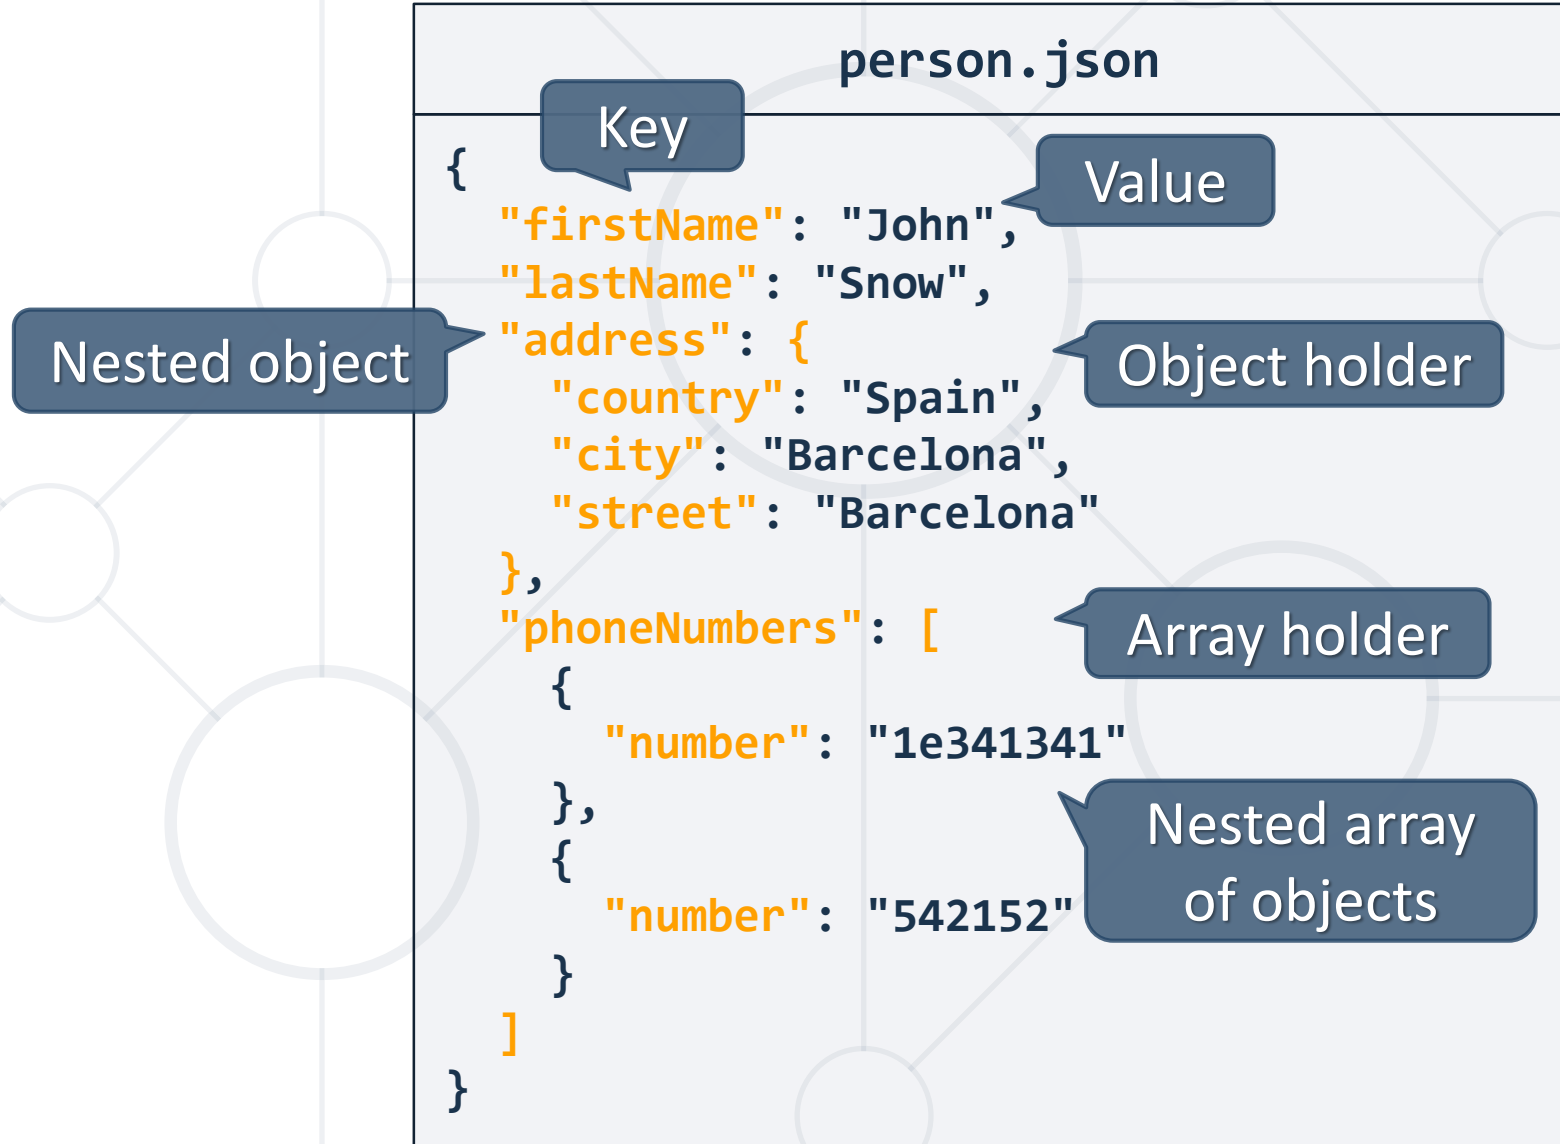 person.json
Key
{
Value
"firstName": "John",
"lastName": "Snow",
Nested object
"address": {
Object holder
"country": "Spain",
"city": "Barcelona",
"street": "Barcelona"
},
"phoneNumbers": [
Array holder
{
"number": "1e341341"
},
Nested array
of objects
{
"number": "542152"
}
]
}